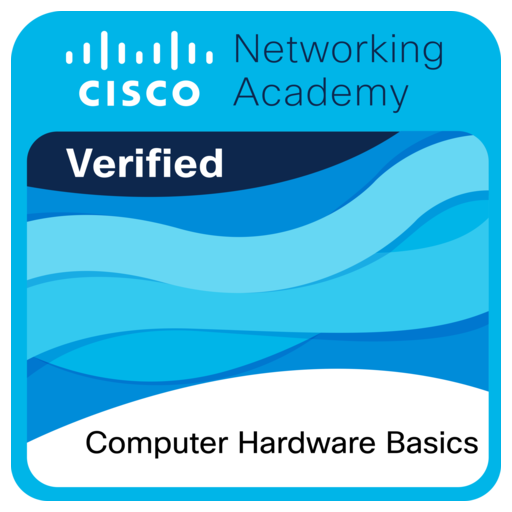 CISCO
Networking
Academy
Verified
Computer Hardware Basics